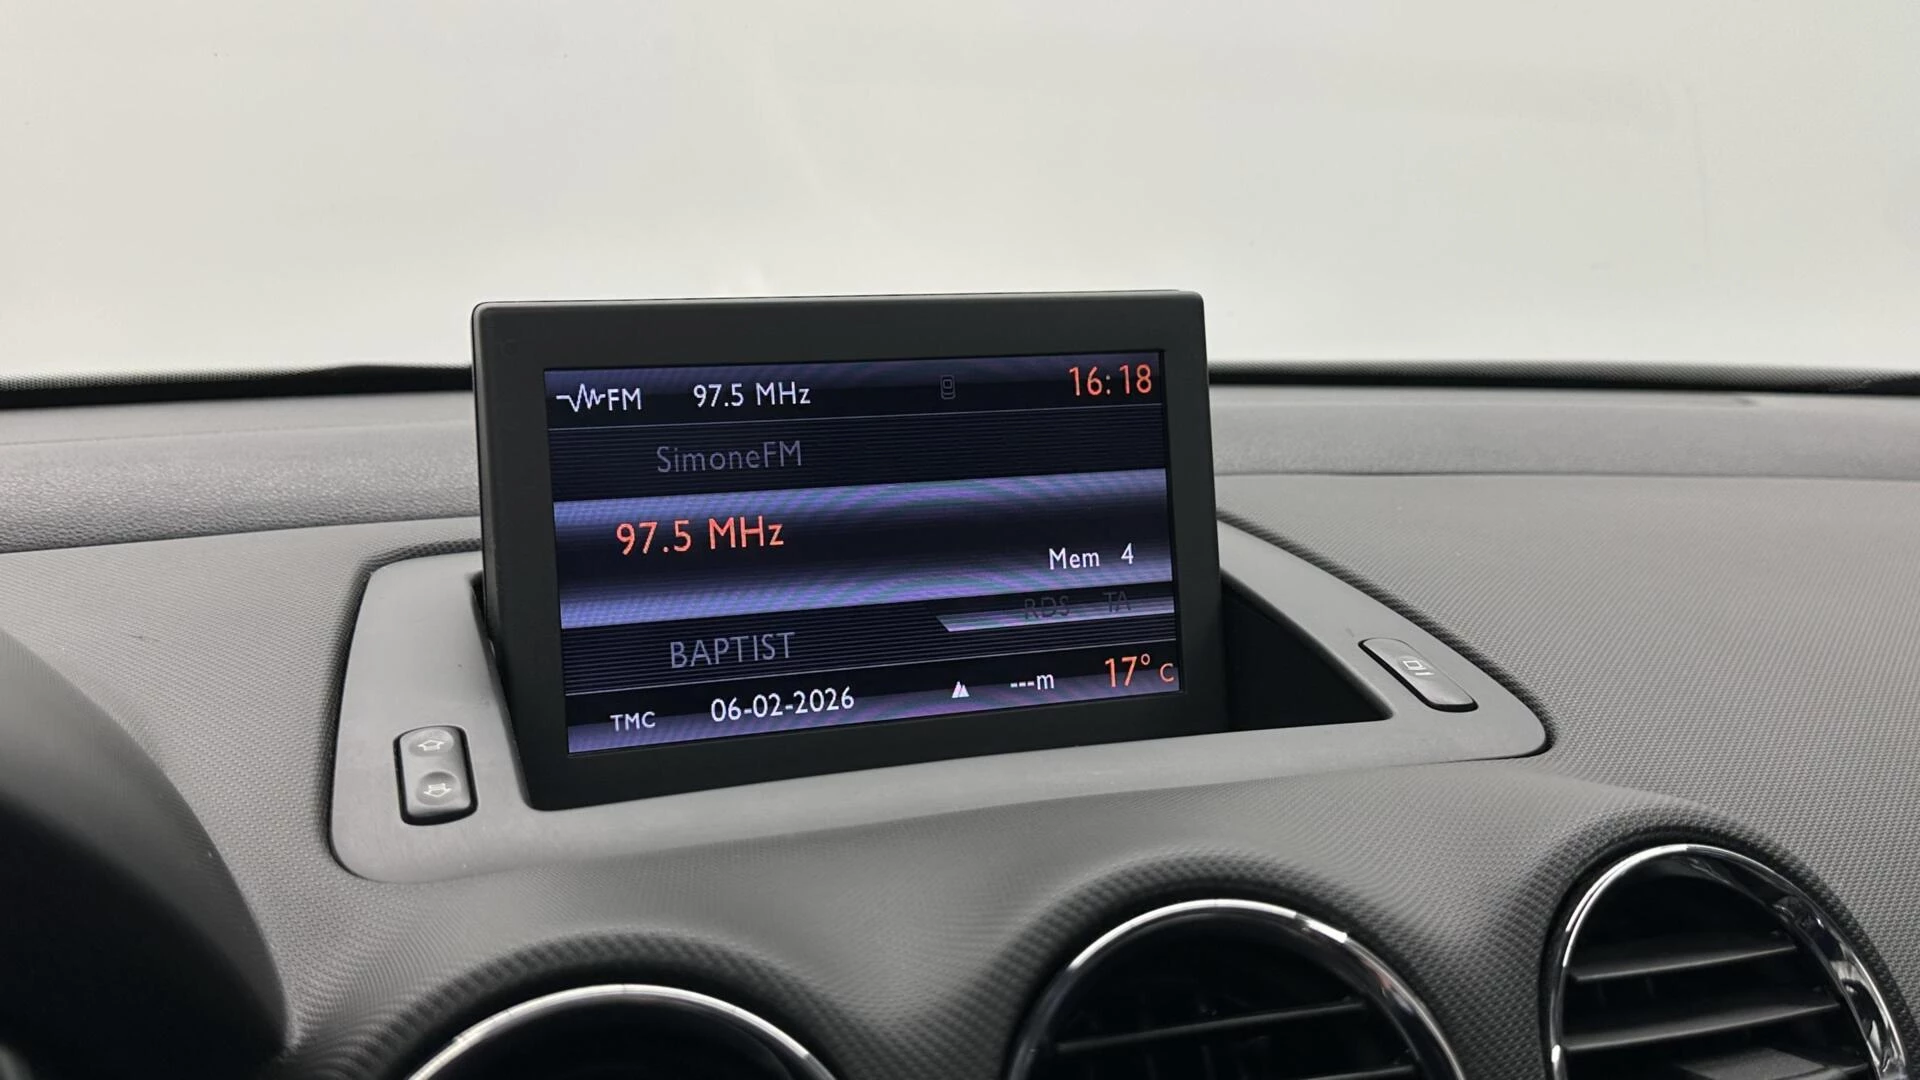 FM 97.5 MHz 16:18
SimoneFM
97.5 MHz
Mem 4
RDS TA
BAPTIST
TMC 06-02-2026 ---m 17° C